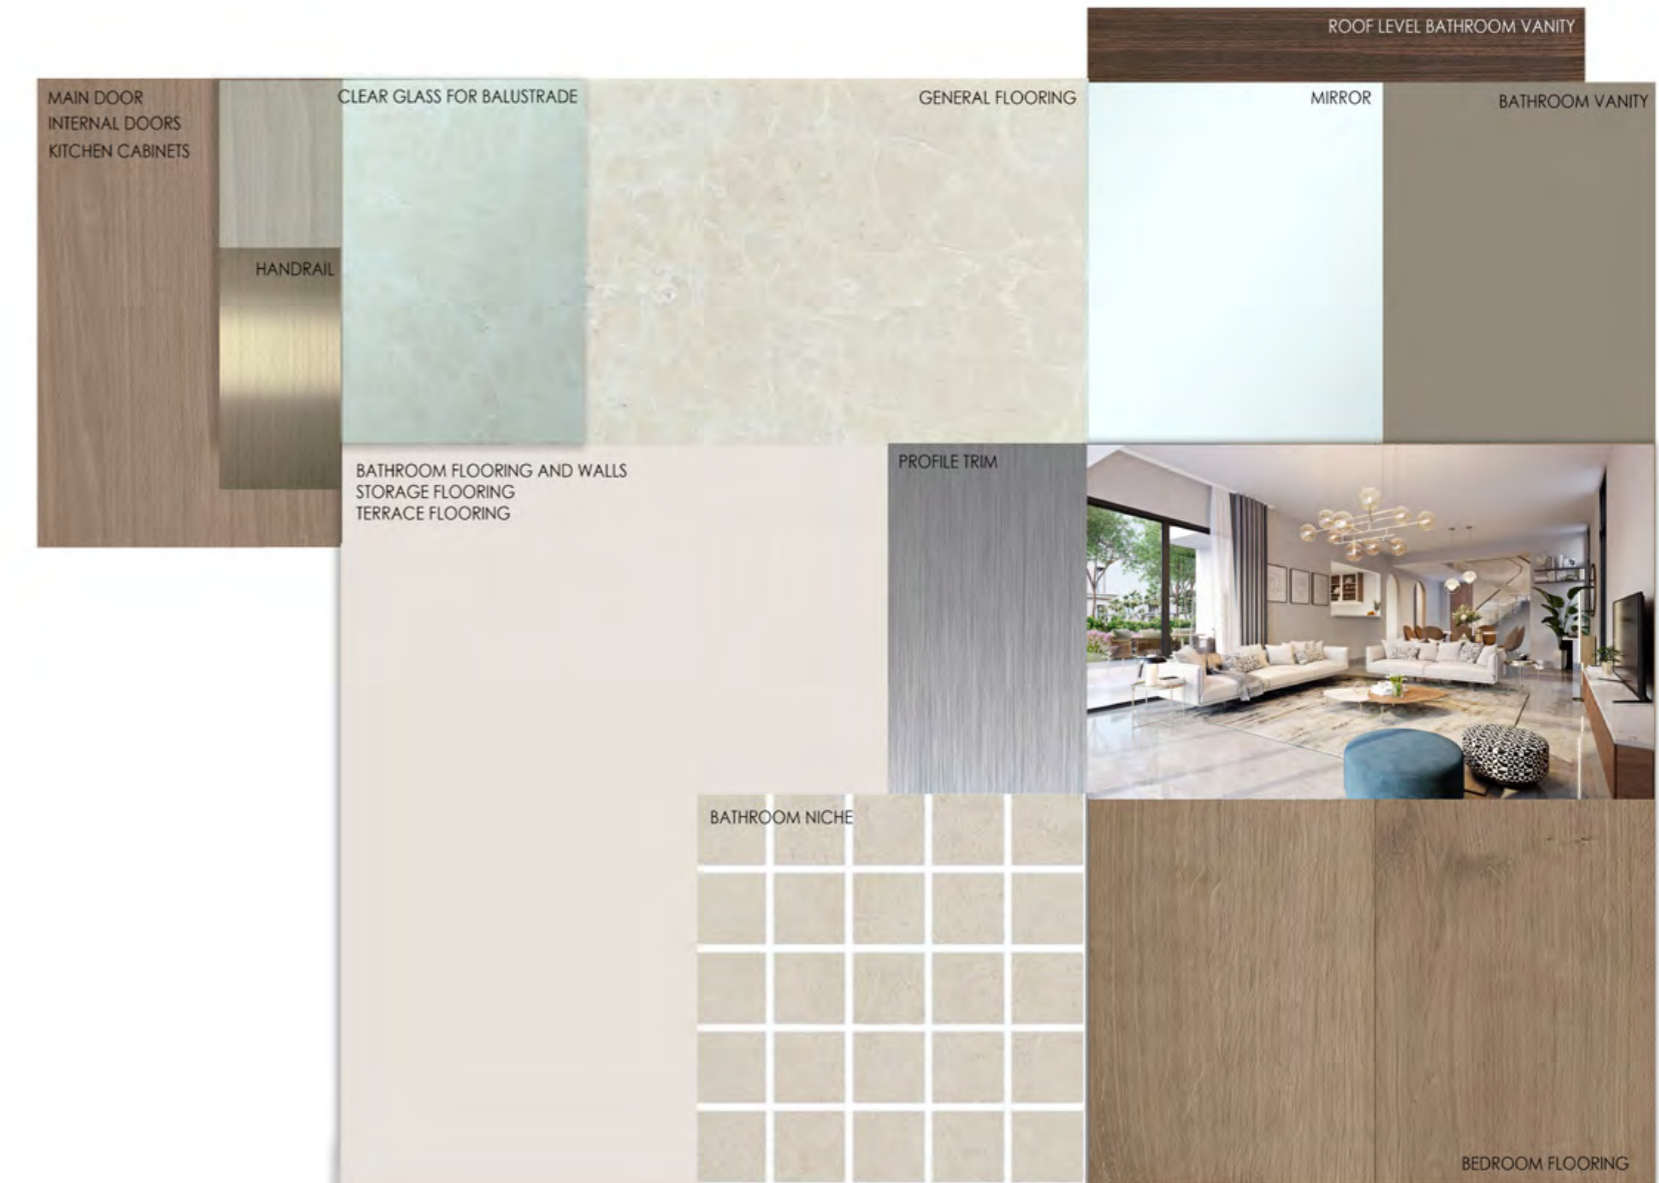 ROOF LEVEL BATHROOM VANITY
MAIN DOOR
INTERNAL DOORS
KITCHEN CABINETS
CLEAR GLASS FOR BALUSTRADE
GENERAL FLOORING
MIRROR
BATHROOM VANITY
HANDRAIL
BATHROOM FLOORING AND WALLS
STORAGE FLOORING
TERRACE FLOORING
PROFILE TRIM
BATHROOM NICHE
BEDROOM FLOORING